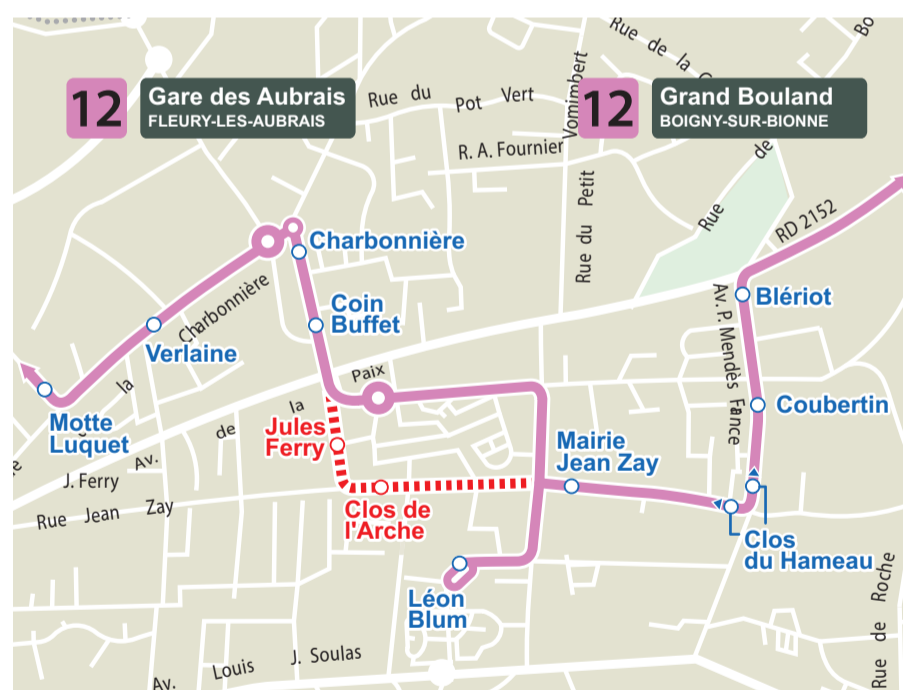 12
Gare des Aubrais
FLEURY-LES-AUBRAIS
12
Grand Bouland
BOIGNY-SUR-BIONNE
Rue de la
Bo
Rue du Pot Vert
Vomimbert
R. A. Fournier
Rue du Petit
Rue de
RD 2152
Charbonnière
Charbonnière
la
Coin
Buffet
Verlaine
Motte
Luquet
Blériot
Av. P. Mendès France
Coubertin
Paix
la
de
Av.
Jules
Ferry
Mairie
Jean Zay
J. Ferry
Rue Jean Zay
Clos de
l'Arche
Clos
du Hameau
Léon
Blum
Rue de Roche
Av. Louis J. Soulas